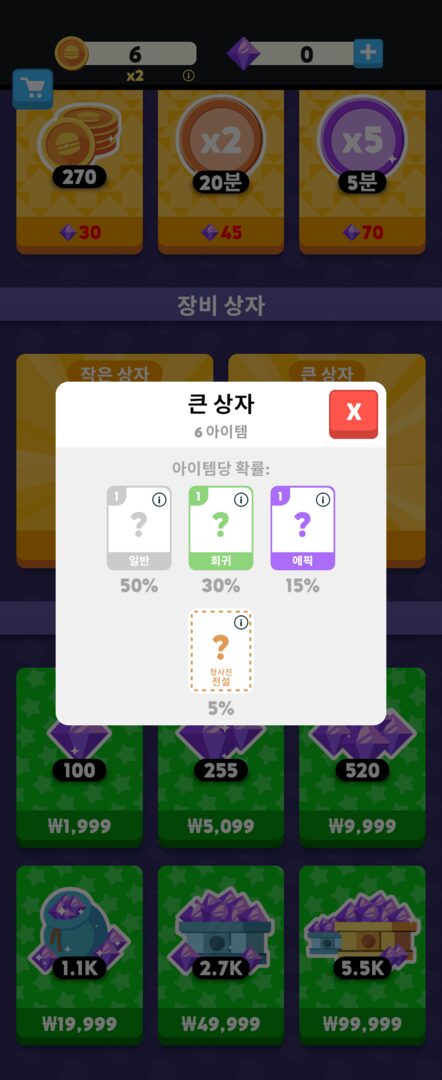 6
0
+
x2
i
270
x2
20분
x5
5분
30
45
70
장비 상자
작은 상자
큰 상자
큰 상자
X
6 아이템
아이템당 확률:
1 i
1 i
1 i
?
?
?
일반
희귀
에픽
50%
30%
15%
i
?
청사진
전설
5%
100
255
520
₩1,999
₩5,099
₩9,999
1.1K
2.7K
5.5K
₩19,999
₩49,999
₩99,999